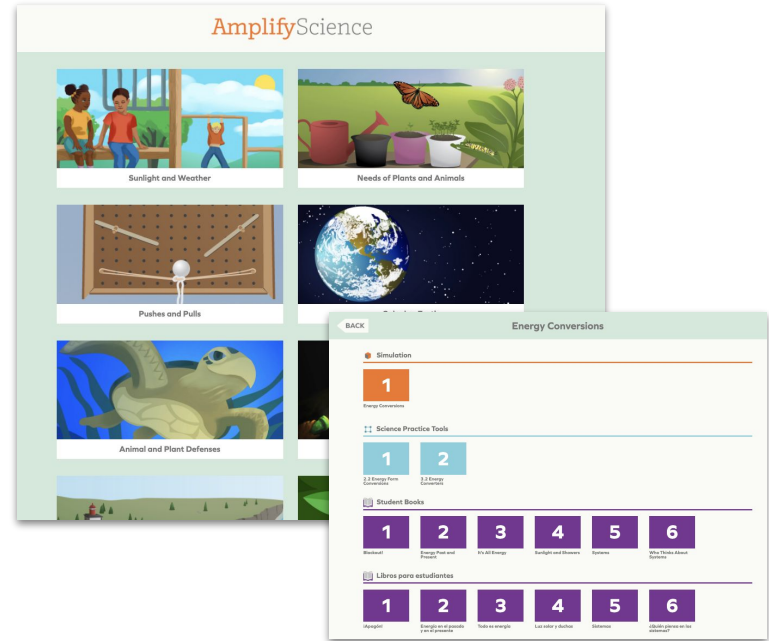 AmplifyScience
Sunlight and Weather
Needs of Plants and Animals
Pushes and Pulls
Animal and Plant Defenses
BACK
Energy Conversions
Simulation
1
Energy Conversions
Science Practice Tools
1
2
2.2 Energy Form
Conversions
3.2 Energy
Converters
Student Books
1
2
3
4
5
6
Blackout!
Energy Past and
Present
It's All Energy
Sunlight and Showers
Systems
Who Thinks About
Systems
Libros para estudiantes
1
2
3
4
5
6
¡Apagón!
Energía en el pasado
y en el presente
Todo es energía
Luz solar y duchas
Sistemas
¿Quién piensa en los
sistemas?